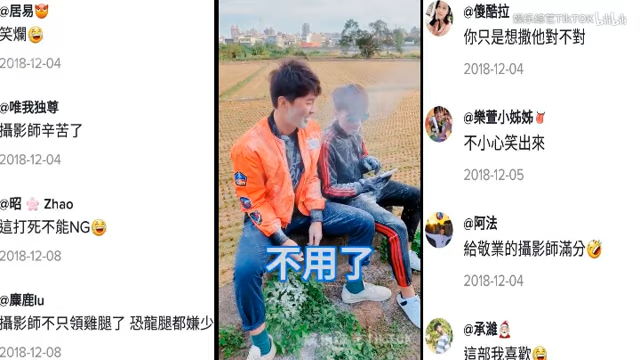 @居易👹
笑爛😂
2018-12-04
@唯我独尊
攝影師辛苦了
2018-12-04
@昭🌸 Zhao
這打死不能NG😂
2018-12-08
@麋鹿lu
攝影師不只領雞腿了 恐龍腿都嫌少
2018-12-08
不用了
@傻酷拉
你只是想撒他對不對
2018-12-04
@樂萱小姊姊👅
不小心笑出來
2018-12-05
@阿法
給敬業的攝影師滿分🤣
2018-12-04
@承濰🎅
這部我喜歡😂